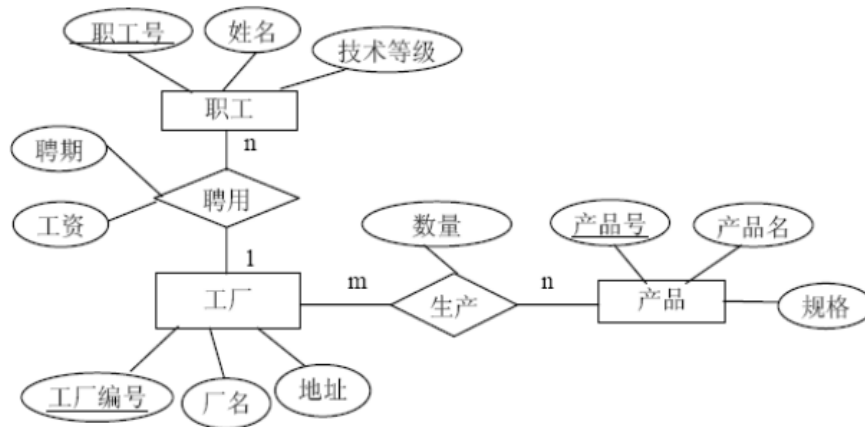 职工号
姓名
技术等级
职工
n
聘期
聘用
工资
数量
产品号
产品名
1
工厂
m
生产
n
产品
规格
工厂编号
厂名
地址